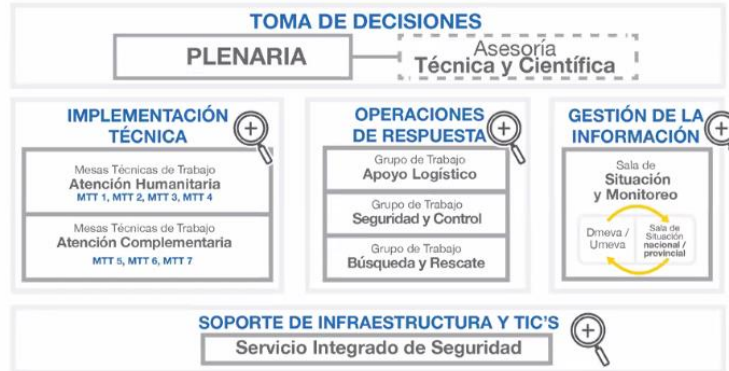 TOMA DE DECISIONES
PLENARIA
Asesoría
Técnica y Científica
IMPLEMENTACIÓN
TÉCNICA
Mesas Técnicas de Trabajo
Atención Humanitaria
MTT 1, MTT 2, MTT 3, MTT 4
Mesas Técnicas de Trabajo
Atención Complementaria
MTT 5, MTT 6, MTT 7
OPERACIONES
DE RESPUESTA
Grupo de Trabajo
Apoyo Logístico
Grupo de Trabajo
Seguridad y Control
Grupo de Trabajo
Búsqueda y Rescate
GESTIÓN DE LA
INFORMACIÓN
Sala de
Situación
y Monitoreo
Dmeva /
Umeva
Sala de
Situación
nacional /
provincial
SOPORTE DE INFRAESTRUCTURA Y TIC'S
Servicio Integrado de Seguridad